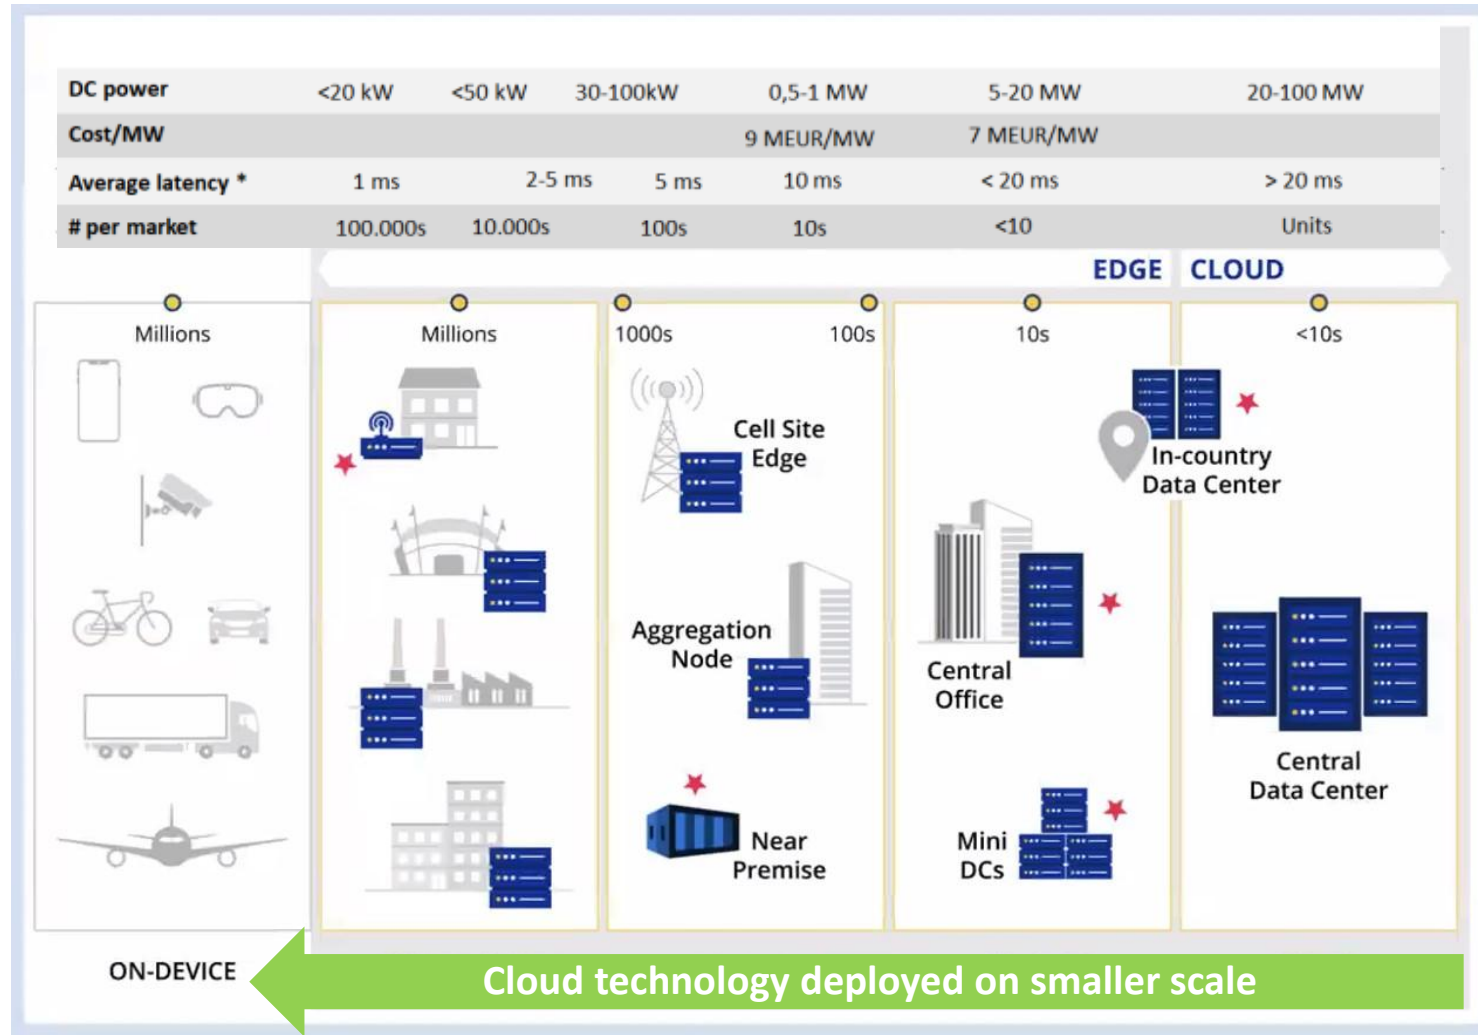 DC power <20 kW <50 kW 30-100kW 0,5-1 MW 5-20 MW 20-100 MW
Cost/MW 9 MEUR/MW 7 MEUR/MW
Average latency * 1 ms 2-5 ms 5 ms 10 ms < 20 ms > 20 ms
# per market 100.000s 10.000s 100s 10s <10 Units
EDGE CLOUD
Millions Millions 1000s 100s 10s <10s
Cell Site
Edge
In-country
Data Center
Aggregation
Node
Central
Office
Central
Data Center
Near
Premise
Mini
DCs
ON-DEVICE
Cloud technology deployed on smaller scale